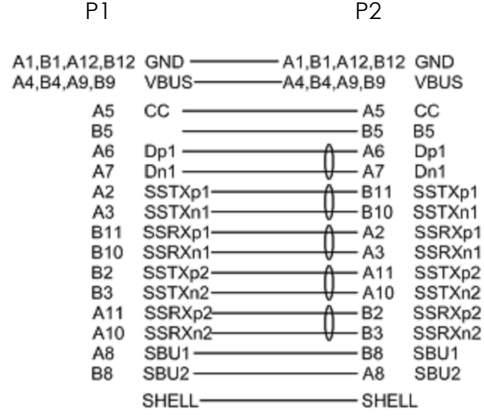 P1 P2
A1,B1,A12,B12 GND A1,B1,A12,B12 GND
A4,B4,A9,B9 VBUS A4,B4,A9,B9 VBUS
A5 CC A5 CC
B5 B5 B5
A6 Dp1 A6 Dp1
A7 Dn1 A7 Dn1
A2 SSTXp1 B11 SSTXp1
A3 SSTXn1 B10 SSTXn1
B11 SSRXp1 A2 SSRXp1
B10 SSRXn1 A3 SSRXn1
B2 SSTXp2 A11 SSTXp2
B3 SSTXn2 A10 SSTXn2
A11 SSRXp2 B2 SSRXp2
A10 SSRXn2 B3 SSRXn2
A8 SBU1 B8 SBU1
B8 SBU2 A8 SBU2
SHELL SHELL